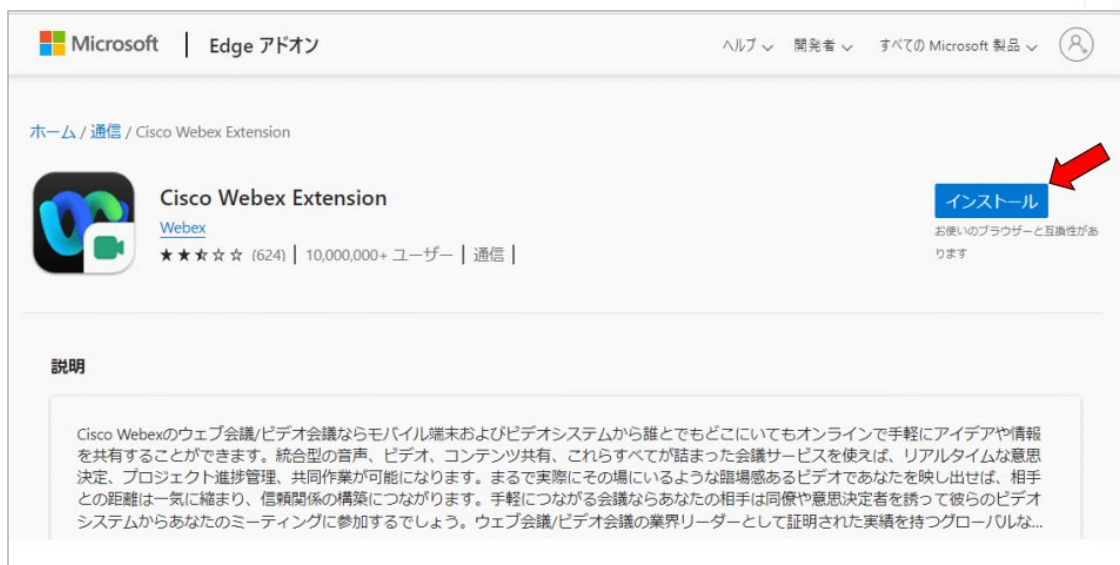 Microsoft | Edge アドオン
ヘルプ 開発者 すべての Microsoft 製品
ホーム / 通信 / Cisco Webex Extension
Cisco Webex Extension
インストール
Webex
お使いのブラウザーと互換性があ
ります
★★★☆☆ (624) | 10,000,000+ ユーザー | 通信 |
説明
Cisco Webexのウェブ会議/ビデオ会議ならモバイル端末およびビデオシステムから誰とでもどこにいてもオンラインで手軽にアイデアや情報
を共有することができます。統合型の音声、ビデオ、コンテンツ共有、これらすべてが詰まった会議サービスを使えば、リアルタイムな意思
決定、プロジェクト進捗管理、共同作業が可能になります。まるで実際にその場にいるような臨場感あるビデオであなたを映し出せば、相手
との距離は一気に縮まり、信頼関係の構築につながります。手軽につながる会議ならあなたの相手は同僚や意思決定者を誘って彼らのビデオ
システムからあなたのミーティングに参加するでしょう。ウェブ会議/ビデオ会議の業界リーダーとして証明された実績を持つグローバルな...